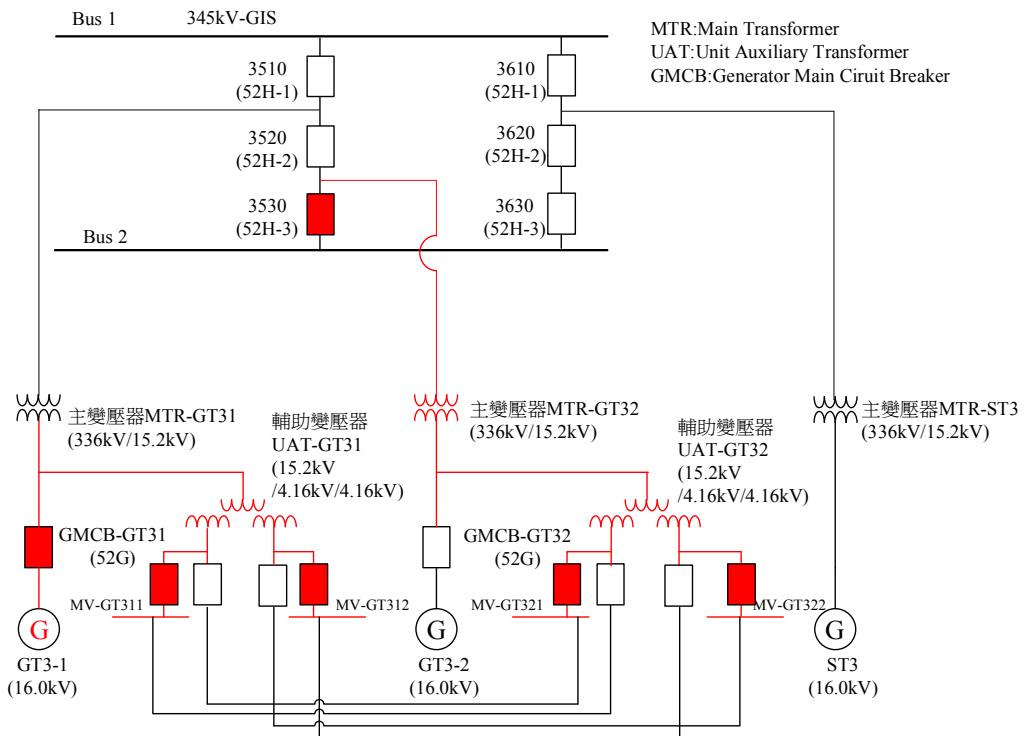 Bus 1
345kV-GIS
MTR:Main Transformer
UAT:Unit Auxiliary Transformer
GMCB:Generator Main Ciruit Breaker
3510
(52H-1)
3610
(52H-1)
3520
(52H-2)
3620
(52H-2)
3530
(52H-3)
3630
(52H-3)
Bus 2
主變壓器MTR-GT31
(336kV/15.2kV)
輔助變壓器
UAT-GT31
(15.2kV
/4.16kV/4.16kV)
主變壓器MTR-GT32
(336kV/15.2kV)
輔助變壓器
UAT-GT32
(15.2kV
/4.16kV/4.16kV)
主變壓器MTR-ST3
(336kV/15.2kV)
GMCB-GT31
(52G)
GMCB-GT32
(52G)
MV-GT311
MV-GT312
MV-GT321
MV-GT322
G
GT3-1
(16.0kV)
G
GT3-2
(16.0kV)
G
ST3
(16.0kV)